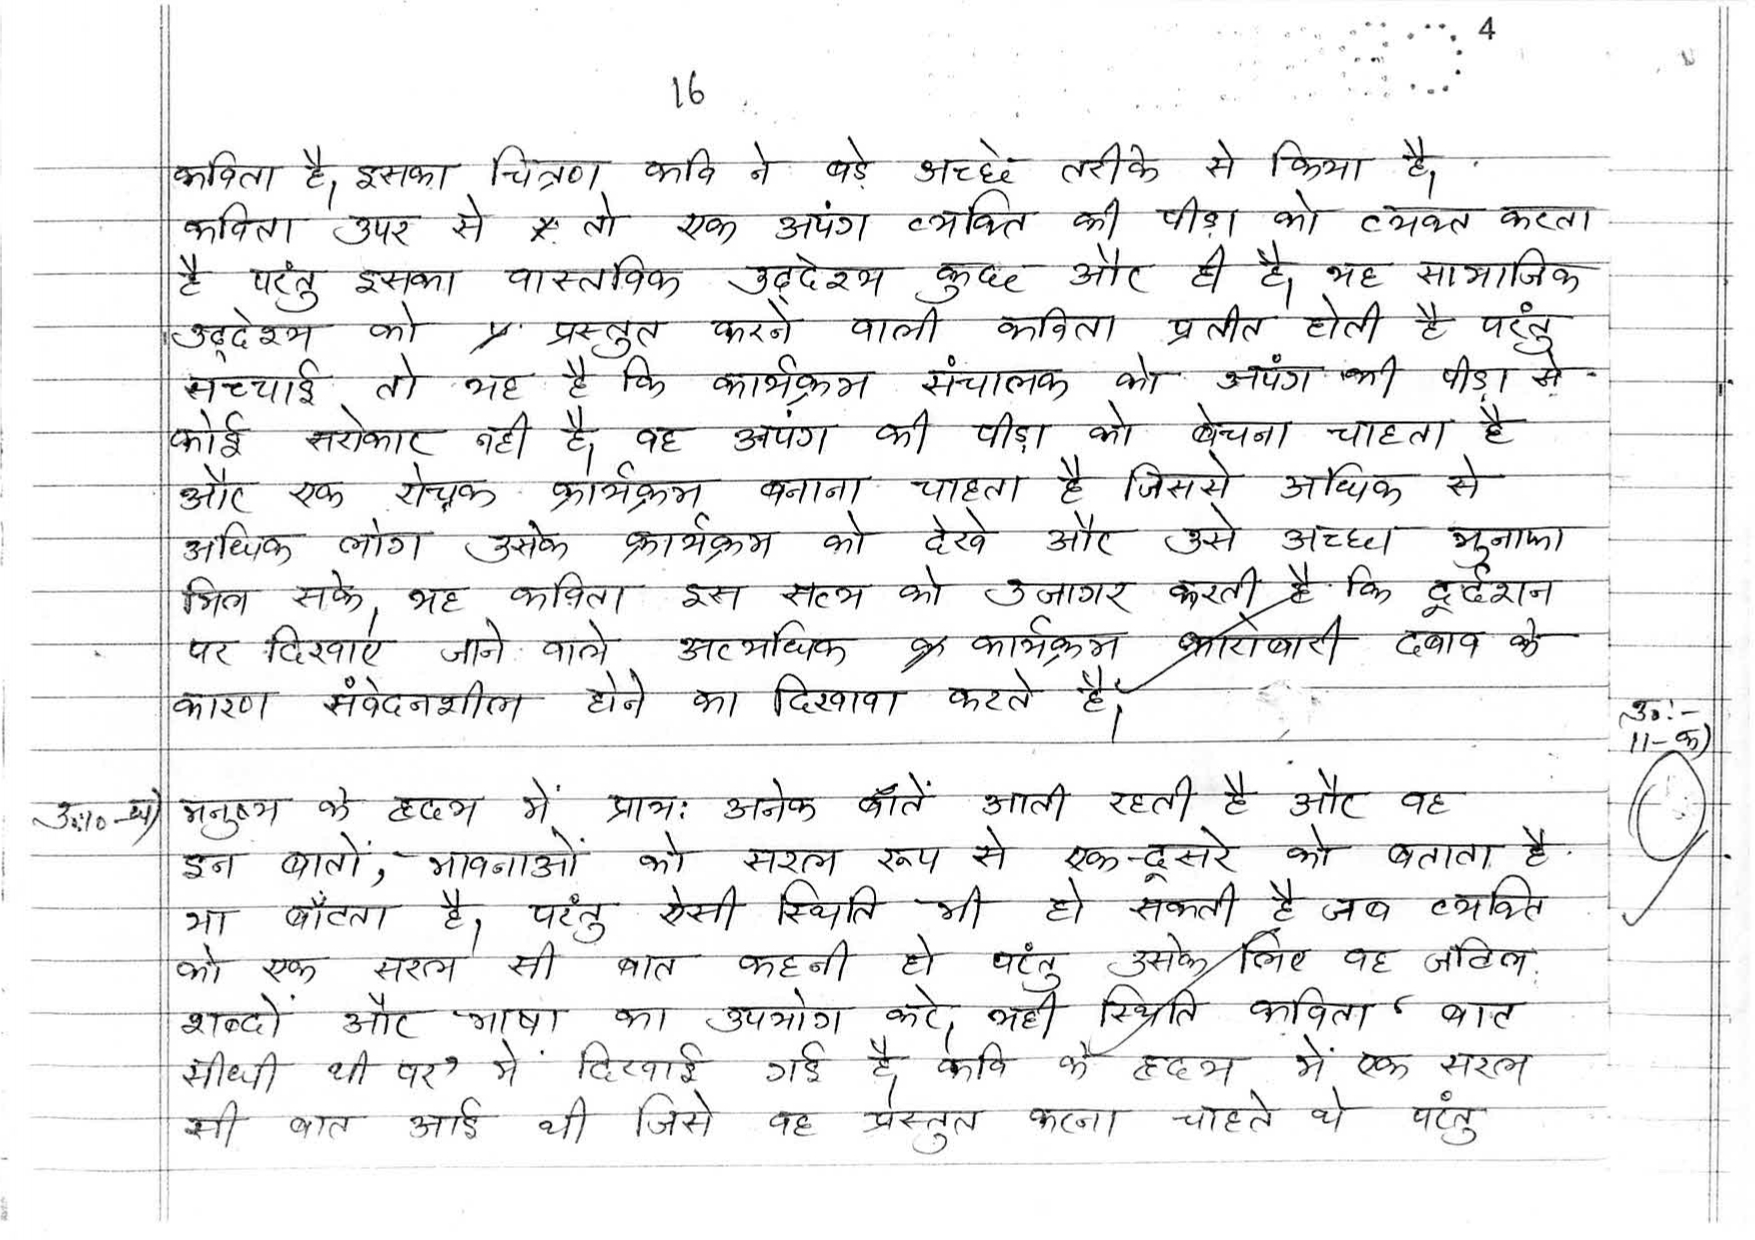 4
16
कविता है, इसका चित्रण कवि ने बड़े अच्छे तरीके से किया है,
कविता उपर से तो एक अपंग व्यक्ति की पीड़ा को व्यक्त करता
है परंतु इसका वास्तविक उद्देश्य कुछ और ही है, यह सामाजिक
उद्देश्य को प्रस्तुत करने वाली कविता प्रतीत होती है परंतु
सच्चाई तो यह है कि कार्यक्रम संचालक को अपंग की पीड़ा से
कोई सरोकार नही है, वह अपंग की पीड़ा को बेचना चाहता है
और एक रोचक कार्यक्रम बनाना चाहता है जिससे अधिक से
अधिक लोग उसके कार्यक्रम को देखे और उसे अच्छा मुनाफा
मिल सके, यह कविता इस सत्य को उजागर करती है कि दूर्दशन
पर दिखाए जाने वाले अत्यधिक कार्यक्रम कारोबारी दबाव के
कारण संवेदनशील होने का दिखावा करते है,
उ०:-
11-क)
उ:10-घ) मनुष्य के हृदय में प्राय: अनेक बातें आती रहती है और वह
इन बातों, भावनाओं को सरल रूप से एक-दूसरे को बताता है
या बाँटता है, परंतु ऐसी स्थिति भी हो सकती है जब व्यक्ति
को एक सरल सी बात कहनी हो परंतु उसके लिए वह जटिल
शब्दों और भाषा का उपयोग करे, यही स्थिति कविता ' बात
सीधी थी पर' में दिखाई गई है, कवि के हृदय में एक सरल
सी बात आई थी जिसे वह प्रस्तुत करना चाहते थे परंतु